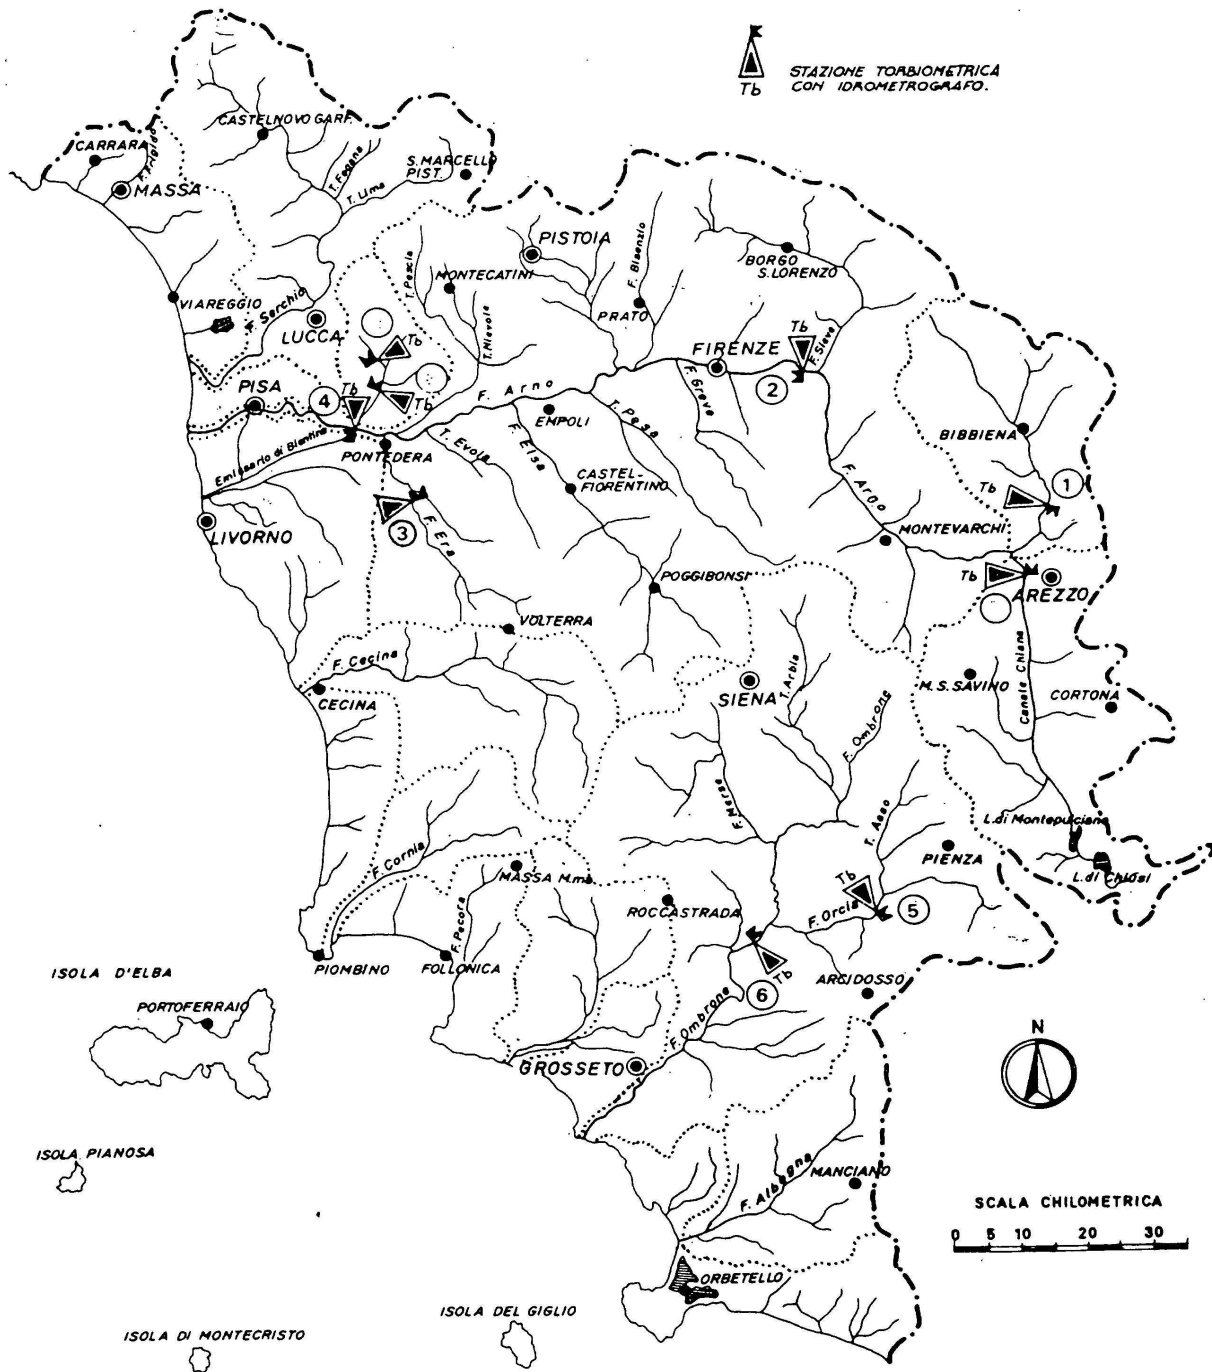 STAZIONE TORBIOMETRICA
CON IDROMETROGRAFO.
Tb
CASTELNOVO GARF.
CARRARA
F. Frigido
MASSA
T. Fegana
T. Lima
S. MARCELLO
PIST.
PISTOIA
F. Bisenzio
BORGO
S. LORENZO
T. Pescia
MONTECATINI
VIAREGGIO
F. Serchio
LUCCA
T. Nievole
PRATO
Tb
F. Sieve
FIRENZE
2
Tb
Tb
PISA
4
Tb
F. Arno
F. Greve
EMPOLI
T. Pesa
BIBBIENA
Emissario di Bientina
PONTEDERA
T. Evola
F. Elsa
CASTEL-
FIORENTINO
F. Arno
Tb
1
LIVORNO
3
F. Era
MONTEVARCHI
Tb
AREZZO
POGGIBONSI
VOLTERRA
F. Cecina
CECINA
SIENA
T. Arbia
F. Ombrone
M. S. SAVINO
Canale Chiana
CORTONA
F. Merse
T. Asso
L. di Montepulciano
PIENZA
L. di Chiusi
F. Cornia
MASSA M.ma
F. Pecora
ROCCASTRADA
Tb
F. Orcia
5
PIOMBINO
FOLLONICA
Tb
6
ARCIDOSSO
ISOLA D'ELBA
PORTOFERRAIO
F. Ombrone
GROSSETO
N
ISOLA PIANOSA
F. Albegna
MANCIANO
SCALA CHILOMETRICA
0 5 10 20 30
ORBETELLO
ISOLA DEL GIGLIO
ISOLA DI MONTECRISTO